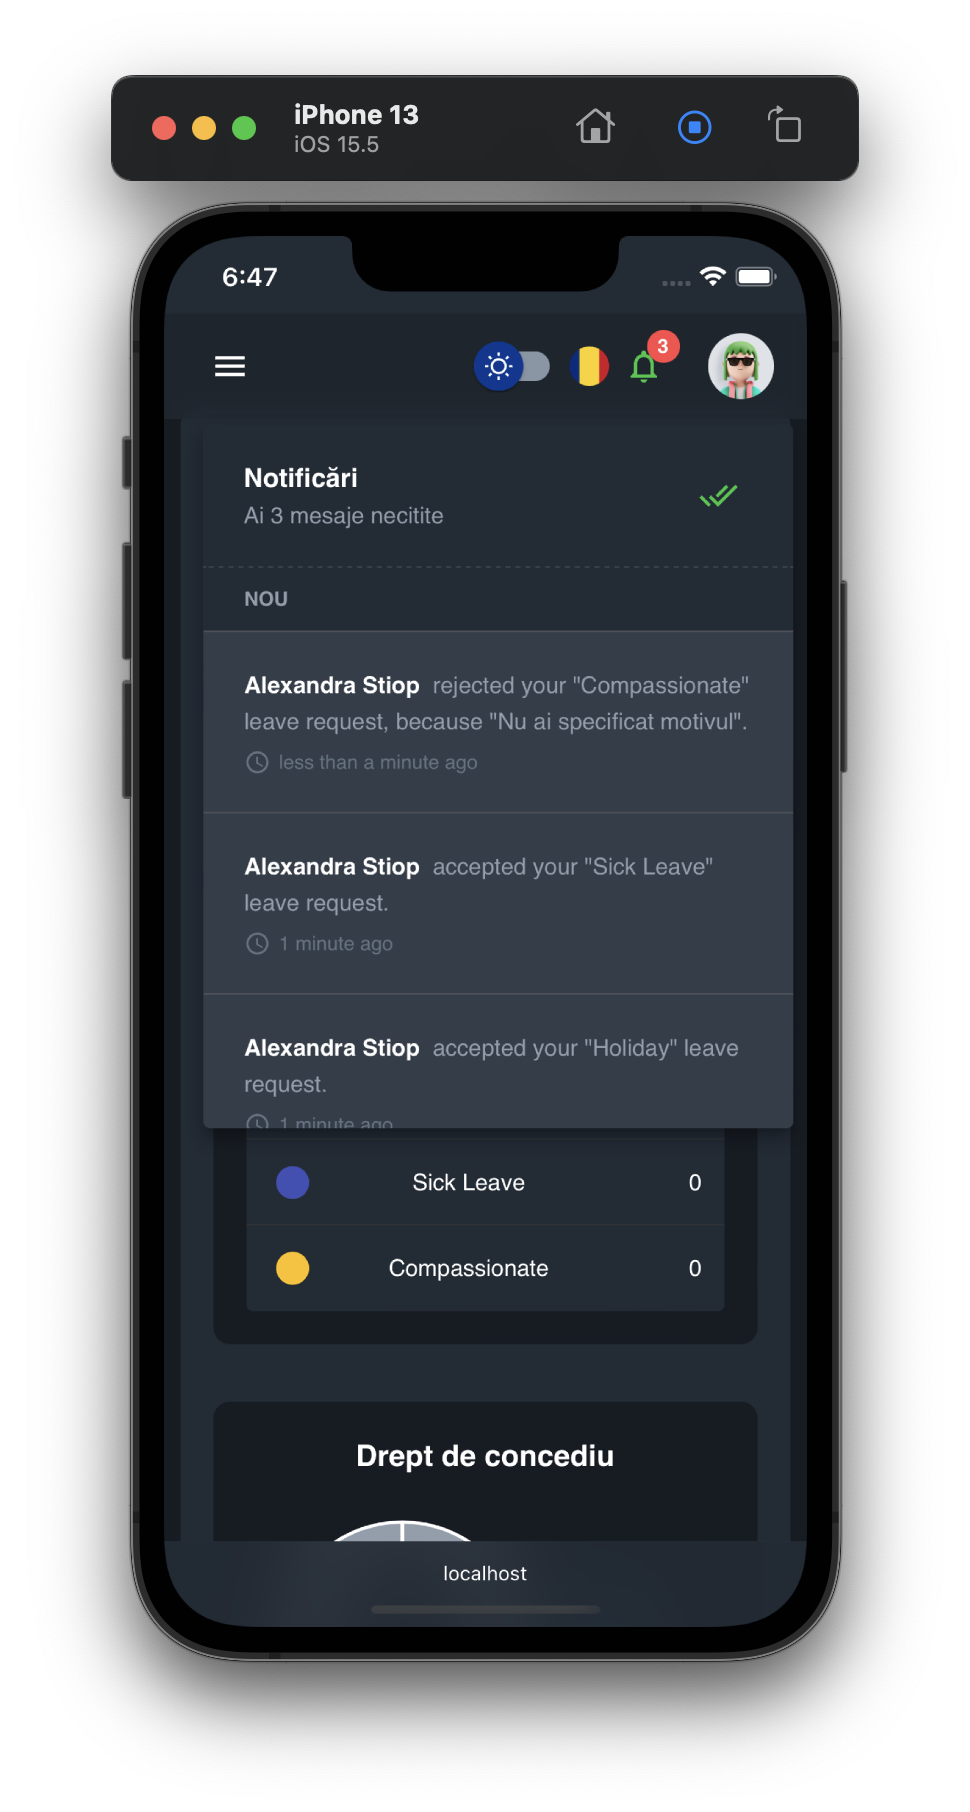 iPhone 13
iOS 15.5
6:47
3
Notificări
Ai 3 mesaje necitite
NOU
Alexandra Stiop rejected your "Compassionate"
leave request, because "Nu ai specificat motivul".
less than a minute ago
Alexandra Stiop accepted your "Sick Leave"
leave request.
1 minute ago
Alexandra Stiop accepted your "Holiday" leave
request.
1 minute ago
Sick Leave 0
Compassionate 0
Drept de concediu
localhost